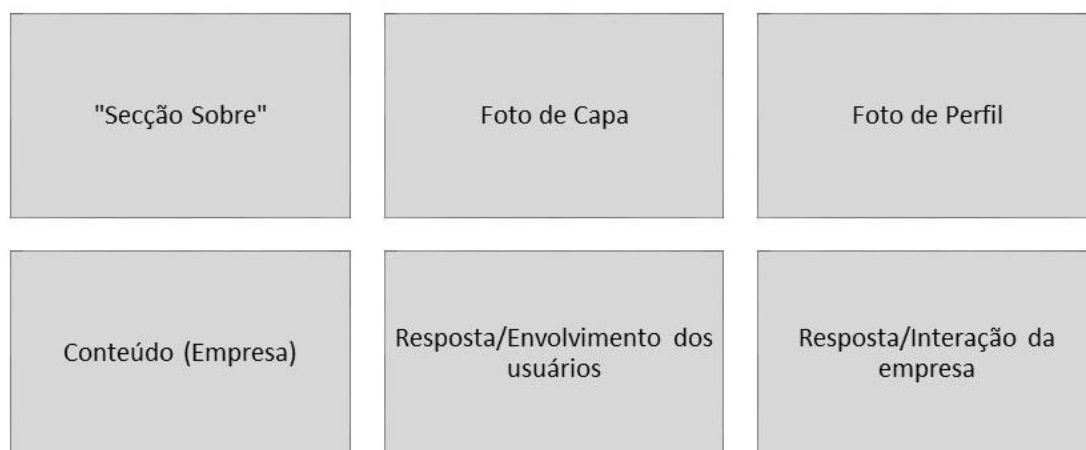 "Secção Sobre"
Foto de Capa
Foto de Perfil
Conteúdo (Empresa)
Resposta/Envolvimento dos
usuários
Resposta/Interação da
empresa